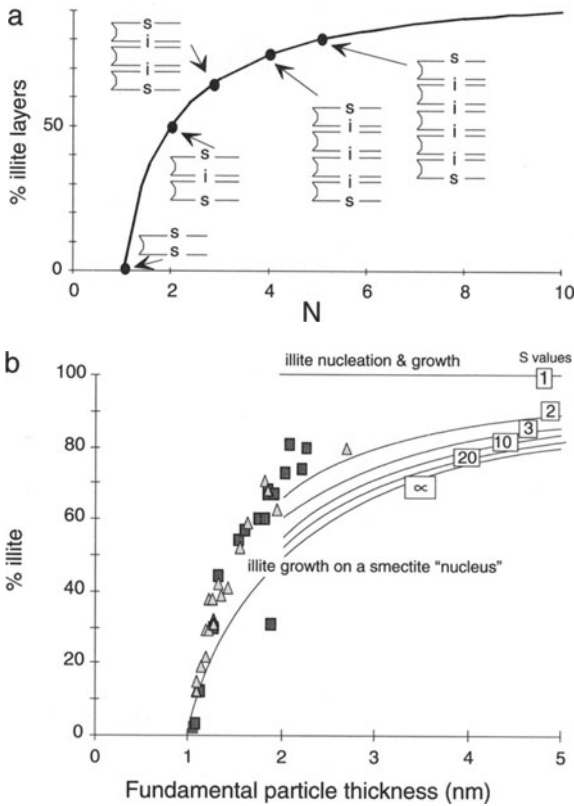 a
% illite layers
50
0
0
2
4
6
8
10
N
s
i
i
s
s
i
s
s
s
s
i
i
i
s
s
i
i
i
i
s
b
% illite
100
80
60
40
20
0
0
1
2
3
4
5
Fundamental particle thickness (nm)
illite nucleation & growth
S values
1
2
3
10
20
∝
illite growth on a smectite "nucleus"